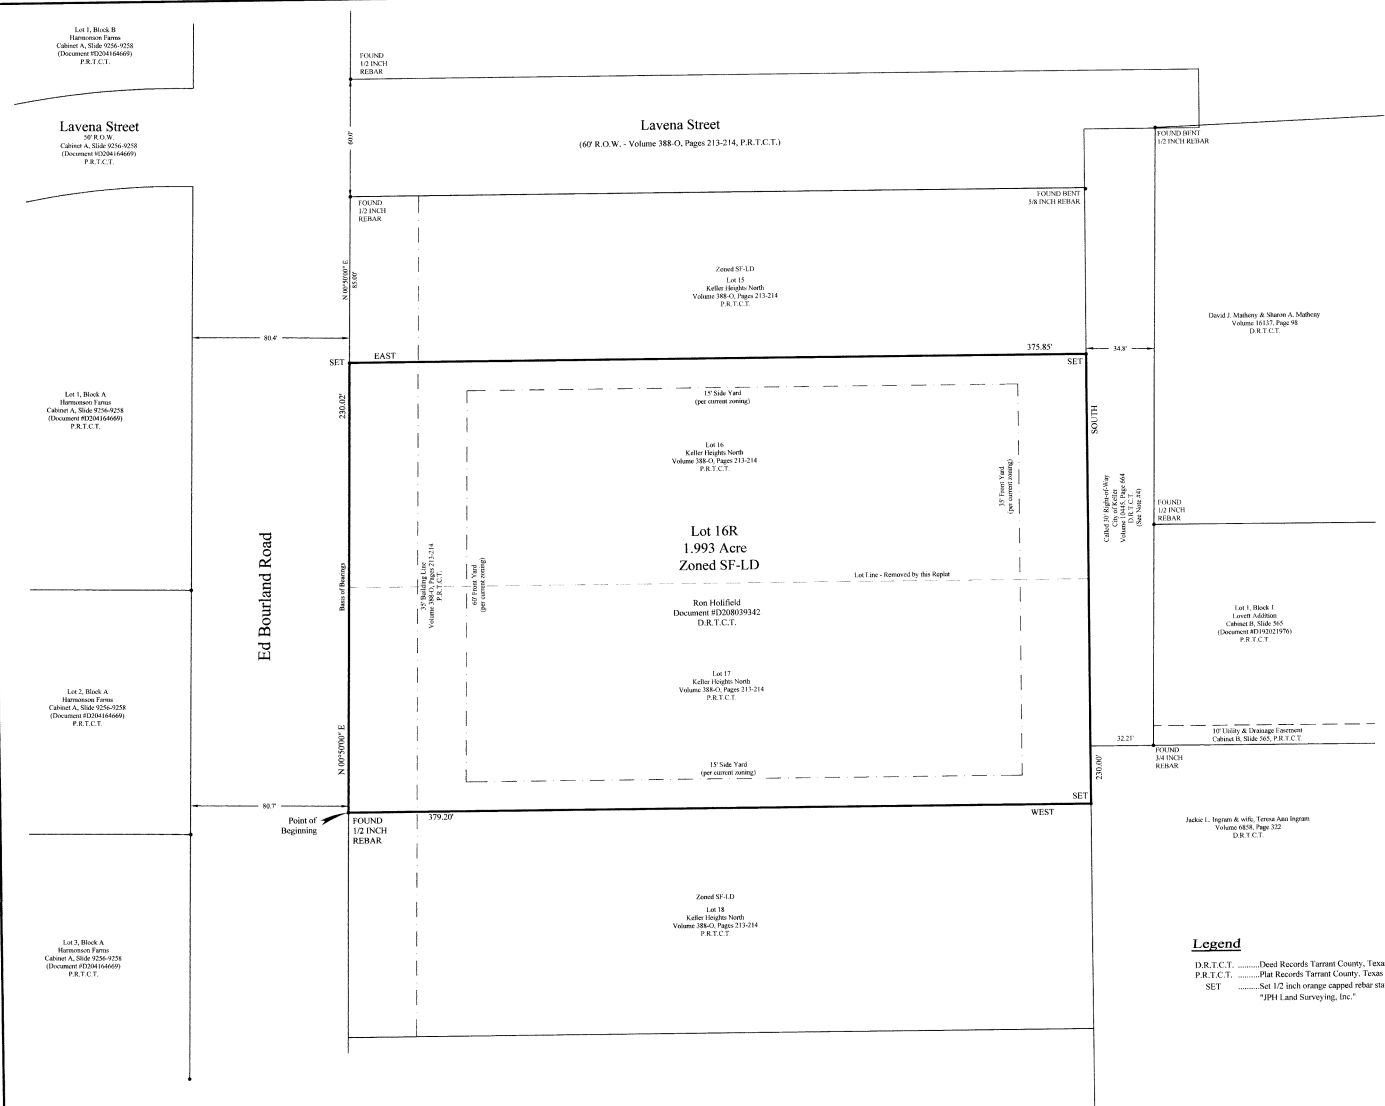 Lot 1, Block B
Harmonson Farms
Cabinet A, Slide 9256-9258
(Document #D204164669)
P.R.T.C.T.
FOUND
1/2 INCH
REBAR
Lavena Street
50' R.O.W.
Cabinet A, Slide 9256-9258
(Document #D204164669)
P.R.T.C.T.
60.0'
Lavena Street
(60' R.O.W. - Volume 388-O, Pages 213-214, P.R.T.C.T.)
FOUND BENT
1/2 INCH REBAR
FOUND
1/2 INCH
REBAR
FOUND BENT
5/8 INCH REBAR
N 00°50'00" E
85.00'
Zoned SF-LD
Lot 15
Keller Heights North
Volume 388-O, Pages 213-214
P.R.T.C.T.
David J. Matheny & Sharon A. Matheny
Volume 16137, Page 98
D.R.T.C.T.
80.4'
SET
EAST
375.85'
SET
34.8'
230.02'
15' Side Yard
(per current zoning)
SOUTH
Lot 1, Block A
Harmonson Farms
Cabinet A, Slide 9256-9258
(Document #D204164669)
P.R.T.C.T.
Lot 16
Keller Heights North
Volume 388-O, Pages 213-214
P.R.T.C.T.
35' Front Yard
(per current zoning)
Called 30' Right-of-Way
City of Keller
Volume 10445, Page 664
D.R.T.C.T.
(See Note #4)
FOUND
1/2 INCH
REBAR
Lot 16R
1.993 Acre
Zoned SF-LD
Ed Bourland Road
Basis of Bearings
35' Building Line
Volume 388-O, Pages 213-214
P.R.T.C.T.
60' Front Yard
(per current zoning)
Lot Line - Removed by this Replat
Ron Holifield
Document #D208039342
D.R.T.C.T.
Lot 1, Block 1
Lovett Addition
Cabinet B, Slide 565
(Document #D192021976)
P.R.T.C.T
Lot 17
Keller Heights North
Volume 388-O, Pages 213-214
P.R.T.C.T.
Lot 2, Block A
Harmonson Farms
Cabinet A, Slide 9256-9258
(Document #D204164669)
P.R.T.C.T.
N 00°50'00" E
10' Utility & Drainage Easement
Cabinet B, Slide 565, P.R.T.C.T.
32.21'
FOUND
3/4 INCH
REBAR
15' Side Yard
(per current zoning)
230.00'
SET
80.7'
Point of
Beginning
FOUND
1/2 INCH
REBAR
379.20'
WEST
Jackie L. Ingram & wife, Teresa Ann Ingram
Volume 6858, Page 322
D.R.T.C.T.
Zoned SF-LD
Lot 18
Keller Heights North
Volume 388-O, Pages 213-214
P.R.T.C.T.
Lot 3, Block A
Harmonson Farms
Cabinet A, Slide 9256-9258
(Document #D204164669)
P.R.T.C.T.
Legend
D.R.T.C.T. ..........Deed Records Tarrant County, Texa
P.R.T.C.T. ..........Plat Records Tarrant County, Texas
SET ..........Set 1/2 inch orange capped rebar sta
"JPH Land Surveying, Inc."